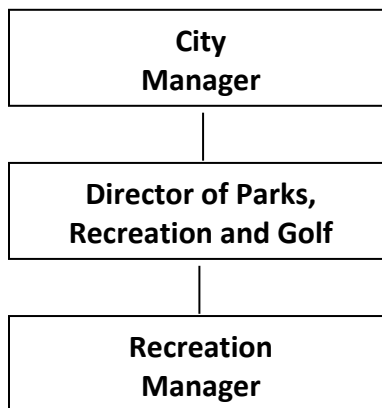 City
Manager
Director of Parks,
Recreation and Golf
Recreation
Manager